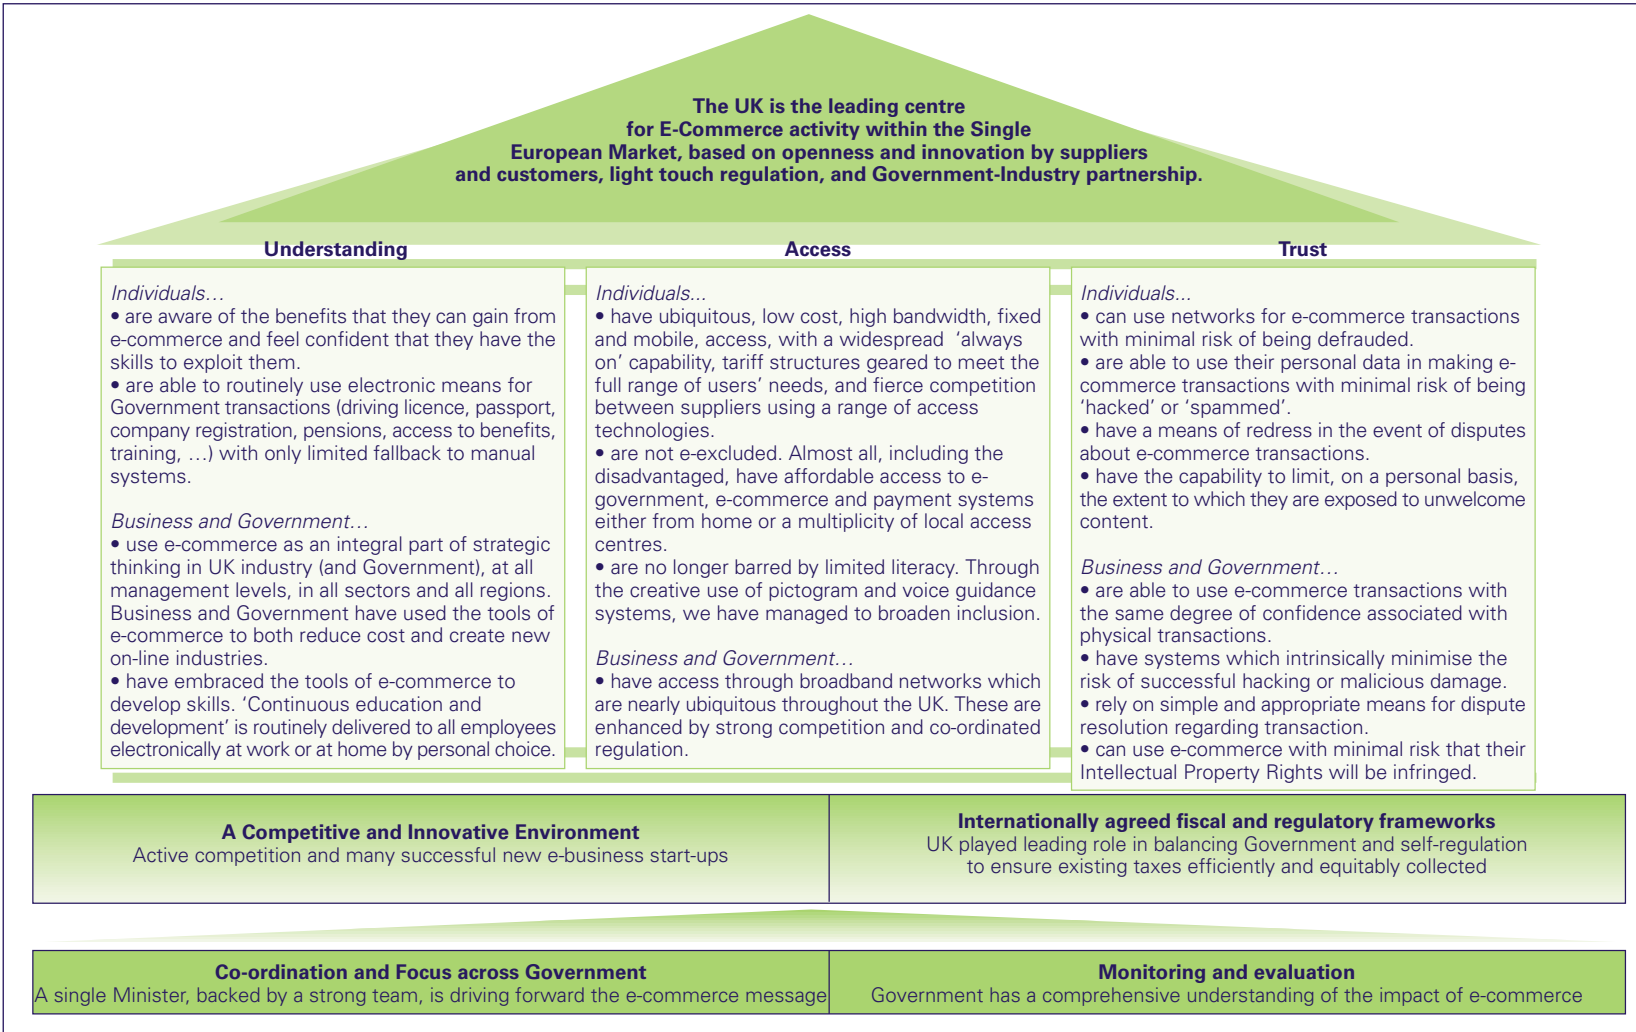 The UK is the leading centre
for E-Commerce activity within the Single
European Market, based on openness and innovation by suppliers
and customers, light touch regulation, and Government-Industry partnership.
Understanding
Individuals…
• are aware of the benefits that they can gain from
e-commerce and feel confident that they have the
skills to exploit them.
• are able to routinely use electronic means for
Government transactions (driving licence, passport,
company registration, pensions, access to benefits,
training, …) with only limited fallback to manual
systems.
Business and Government…
• use e-commerce as an integral part of strategic
thinking in UK industry (and Government), at all
management levels, in all sectors and all regions.
Business and Government have used the tools of
e-commerce to both reduce cost and create new
on-line industries.
• have embraced the tools of e-commerce to
develop skills. ‘Continuous education and
development’ is routinely delivered to all employees
electronically at work or at home by personal choice.
Access
Individuals...
• have ubiquitous, low cost, high bandwidth, fixed
and mobile, access, with a widespread ‘always
on’ capability, tariff structures geared to meet the
full range of users’ needs, and fierce competition
between suppliers using a range of access
technologies.
• are not e-excluded. Almost all, including the
disadvantaged, have affordable access to e-
government, e-commerce and payment systems
either from home or a multiplicity of local access
centres.
• are no longer barred by limited literacy. Through
the creative use of pictogram and voice guidance
systems, we have managed to broaden inclusion.
Business and Government…
• have access through broadband networks which
are nearly ubiquitous throughout the UK. These are
enhanced by strong competition and co-ordinated
regulation.
Trust
Individuals...
• can use networks for e-commerce transactions
with minimal risk of being defrauded.
• are able to use their personal data in making e-
commerce transactions with minimal risk of being
‘hacked’ or ‘spammed’.
• have a means of redress in the event of disputes
about e-commerce transactions.
• have the capability to limit, on a personal basis,
the extent to which they are exposed to unwelcome
content.
Business and Government…
• are able to use e-commerce transactions with
the same degree of confidence associated with
physical transactions.
• have systems which intrinsically minimise the
risk of successful hacking or malicious damage.
• rely on simple and appropriate means for dispute
resolution regarding transaction.
• can use e-commerce with minimal risk that their
Intellectual Property Rights will be infringed.
A Competitive and Innovative Environment
Active competition and many successful new e-business start-ups
Internationally agreed fiscal and regulatory frameworks
UK played leading role in balancing Government and self-regulation
to ensure existing taxes efficiently and equitably collected
Co-ordination and Focus across Government
A single Minister, backed by a strong team, is driving forward the e-commerce message
Monitoring and evaluation
Government has a comprehensive understanding of the impact of e-commerce